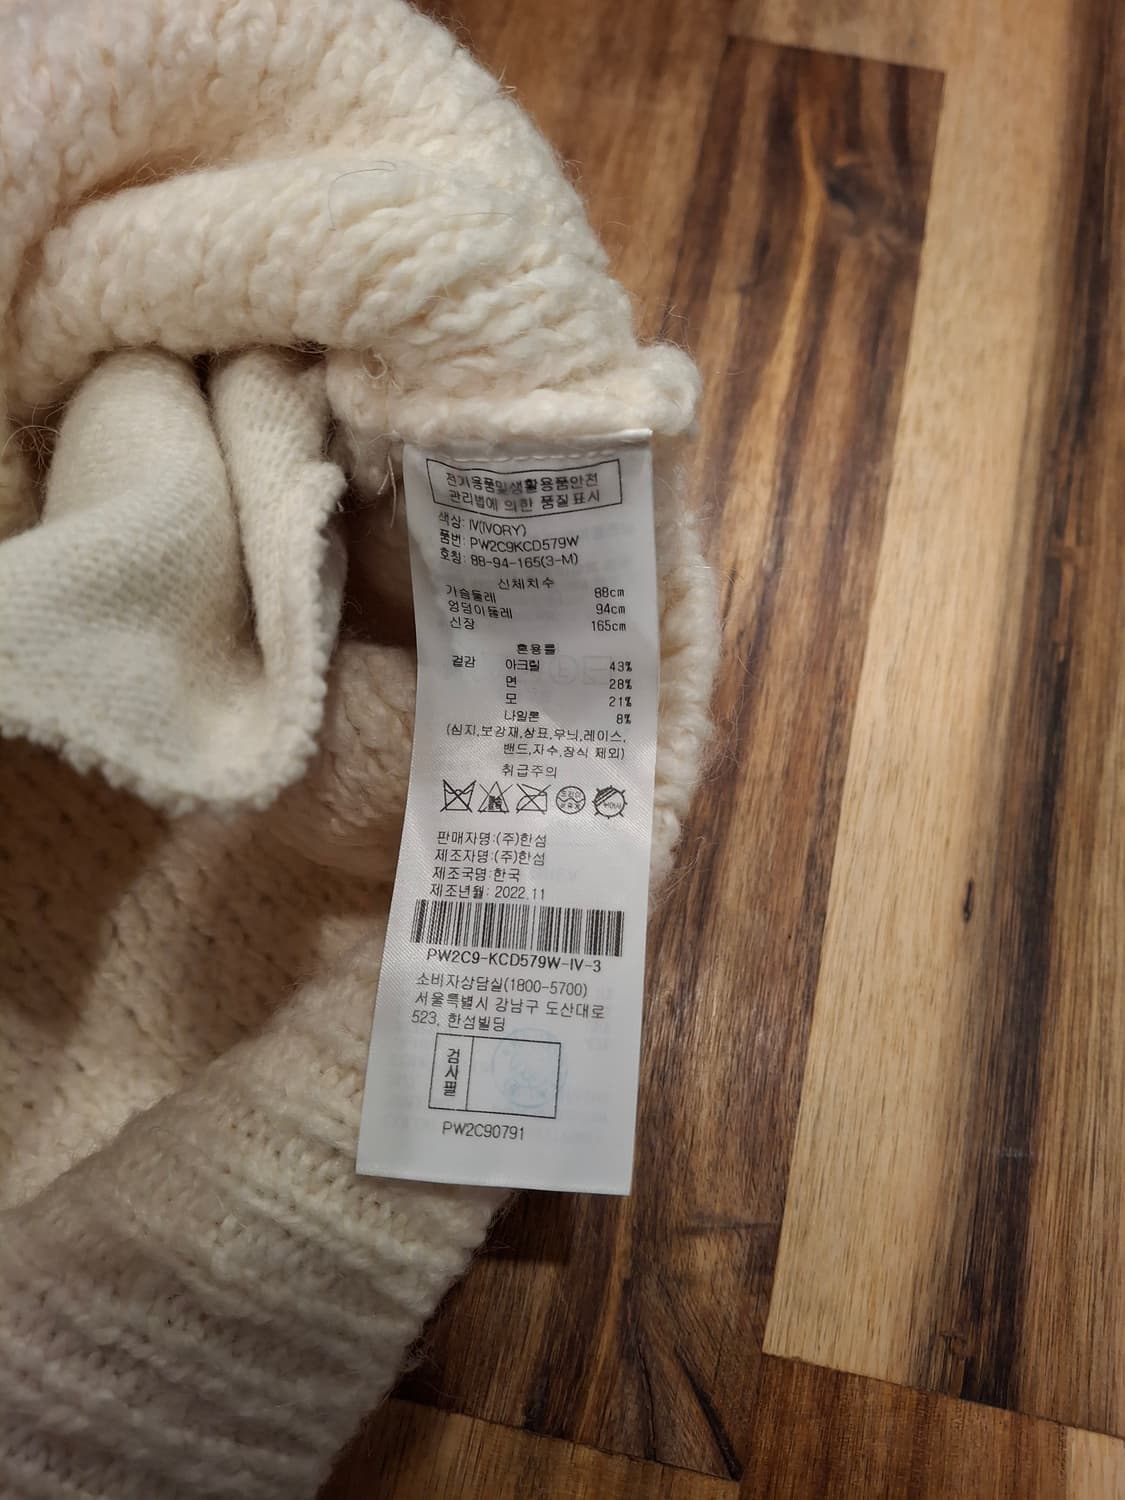 전기용품및생활용품안전
관리법에 의한 품질표시
색상: IV(IVORY)
품번: PW2C9KCD579W
호칭: 88-94-165(3-M)
신체치수
가슴둘레 88cm
엉덩이둘레 94cm
신장 165cm
혼용률
겉감 아크릴 43%
면 28%
모 21%
나일론 8%
(심지,보강재,상표,무늬,레이스,
밴드,자수,장식 제외)
취급주의
판매자명:(주)한섬
제조자명:(주)한섬
제조국명:한국
제조년월: 2022.11
PW2C9-KCD579W-IV-3
소비자상담실(1800-5700)
서울특별시 강남구 도산대로
523, 한섬빌딩
검사필
PW2C90791